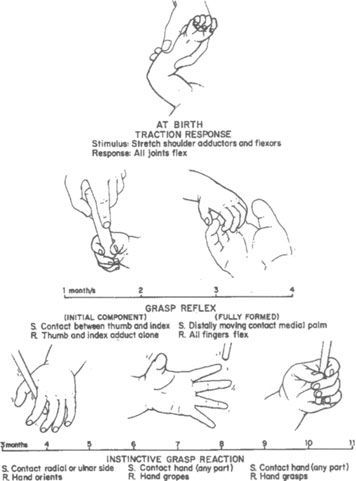 AT BIRTH
TRACTION RESPONSE
Stimulus: Stretch shoulder adductors and flexors
Response: All joints flex
1 month/s 2 3 4
GRASP REFLEX
(INITIAL COMPONENT) (FULLY FORMED)
S. Contact between thumb and index S. Distally moving contact medial palm
R. Thumb and index adduct alone R. All fingers flex
3 months 4 5 6 7 8 9 10 11
INSTINCTIVE GRASP REACTION
S. Contact radial or ulnar side S. Contact hand (any part) S. Contact hand (any part)
R. Hand orients R. Hand gropes R. Hand grasps